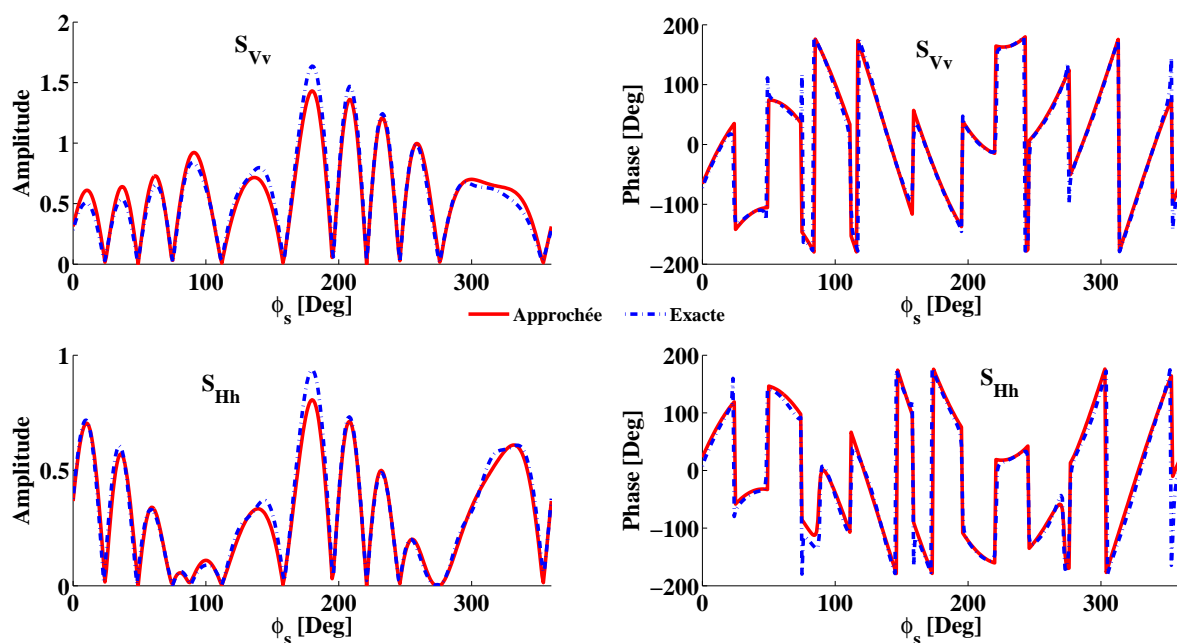 2
1.5
1
0.5
0
Amplitude
S_Vv
0 100 200 300
ϕ_s [Deg]
200
100
0
−100
−200
Phase [Deg]
S_Vv
0 100 200 300
ϕ_s [Deg]
Approchée Exacte
1
0.5
0
Amplitude
S_Hh
0 100 200 300
ϕ_s [Deg]
200
100
0
−100
−200
Phase [Deg]
S_Hh
0 100 200 300
ϕ_s [Deg]